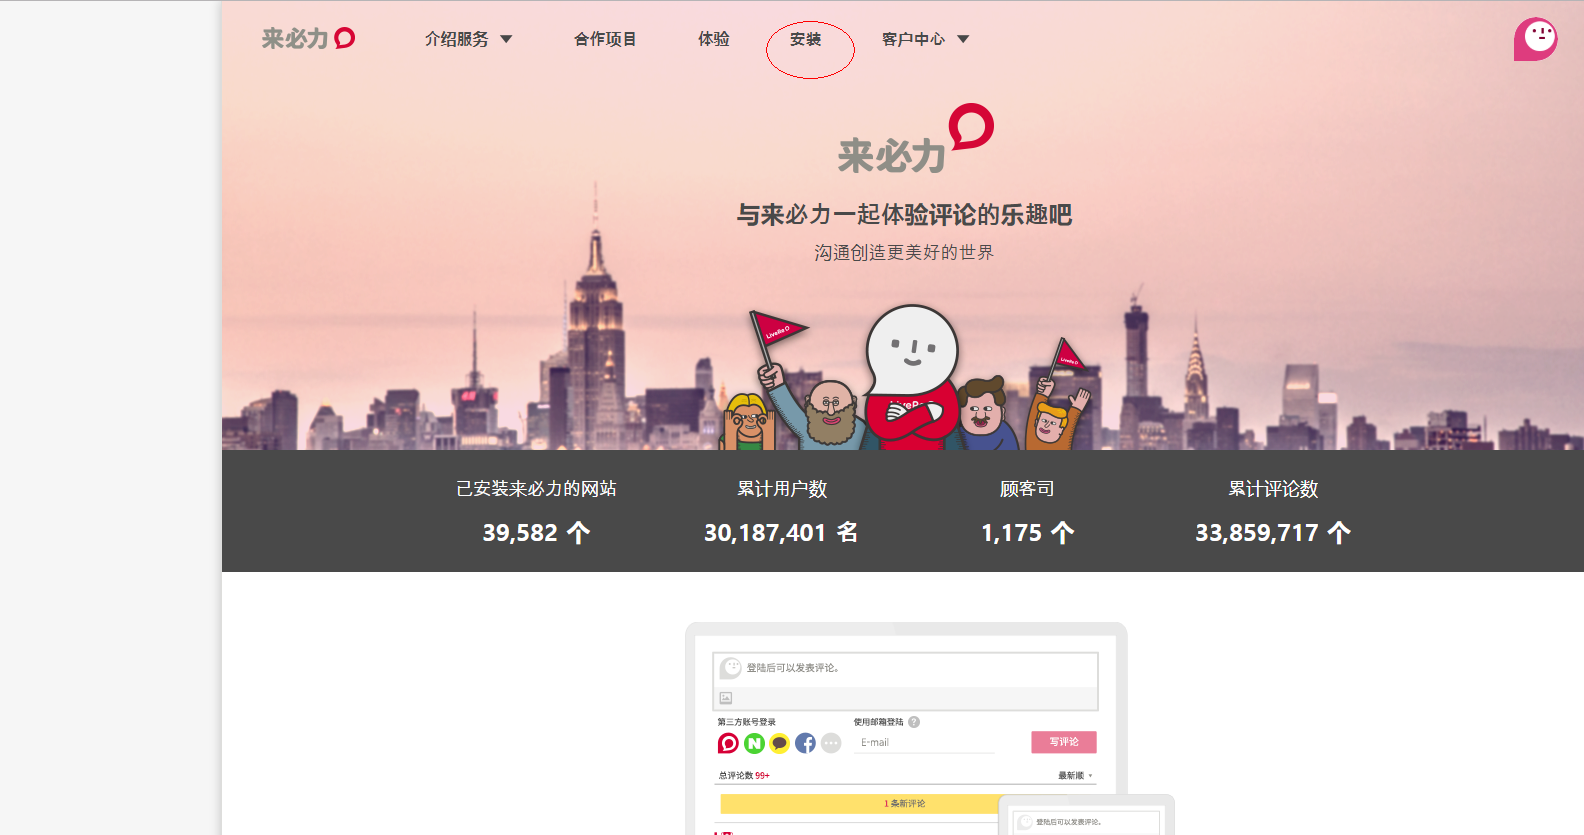 来必力
介绍服务 合作项目 体验 安装 客户中心
来必力
与来必力一起体验评论的乐趣吧
沟通创造更美好的世界
LiveRe
LiveRe
已安装来必力的网站 累计用户数 顾客司 累计评论数
39,582 个 30,187,401 名 1,175 个 33,859,717 个
登陆后可以发表评论。
第三方账号登录 使用邮箱登陆 ?
N f E-mail 写评论
总评论数 99+ 最新顺
1 条新评论
登陆后可以发表评论。